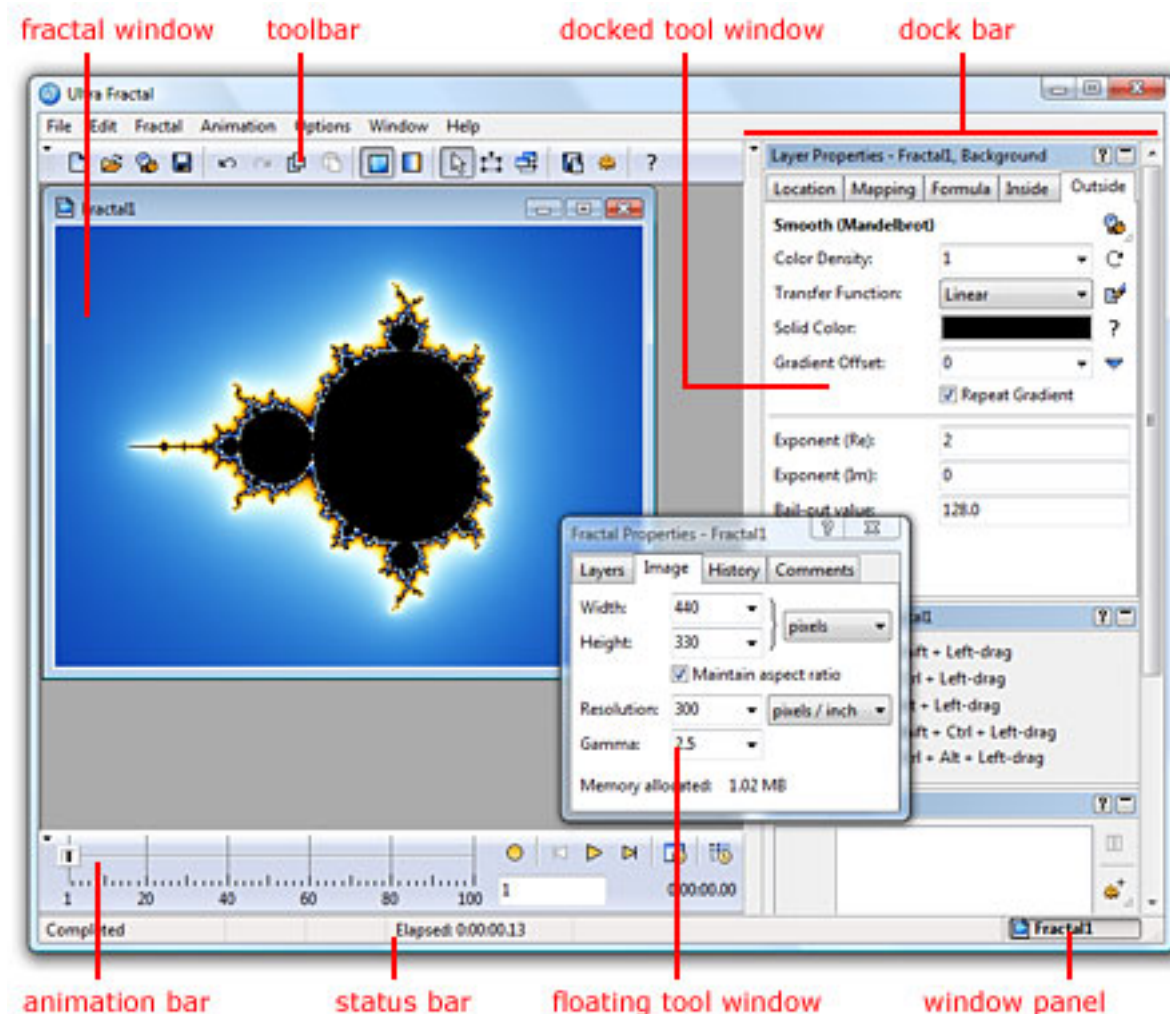 fractal window toolbar docked tool window dock bar
Ultra Fractal
File Edit Fractal Animation Options Window Help
?
Fractal1
Layer Properties - Fractal1, Background
Location Mapping Formula Inside Outside
Smooth (Mandelbrot)
Color Density: 1
Transfer Function: Linear
Solid Color: ?
Gradient Offset: 0
Repeat Gradient
Exponent (Re): 2
Exponent (Im): 0
Bail-out value: 128.0
Fractal Properties - Fractal1
Layers Image History Comments
Width: 440 pixels
Height: 330
Maintain aspect ratio
Resolution: 300 pixels / inch
Gamma: 2.5
Memory allocated: 1.02 MB
+ Left-drag
+ Left-drag
+ Left-drag
+ Ctrl + Left-drag
+ Alt + Left-drag
1 20 40 60 80 100
1 0:00:00.00
Completed Elapsed: 0:00:00.13 Fractal1
animation bar status bar floating tool window window panel